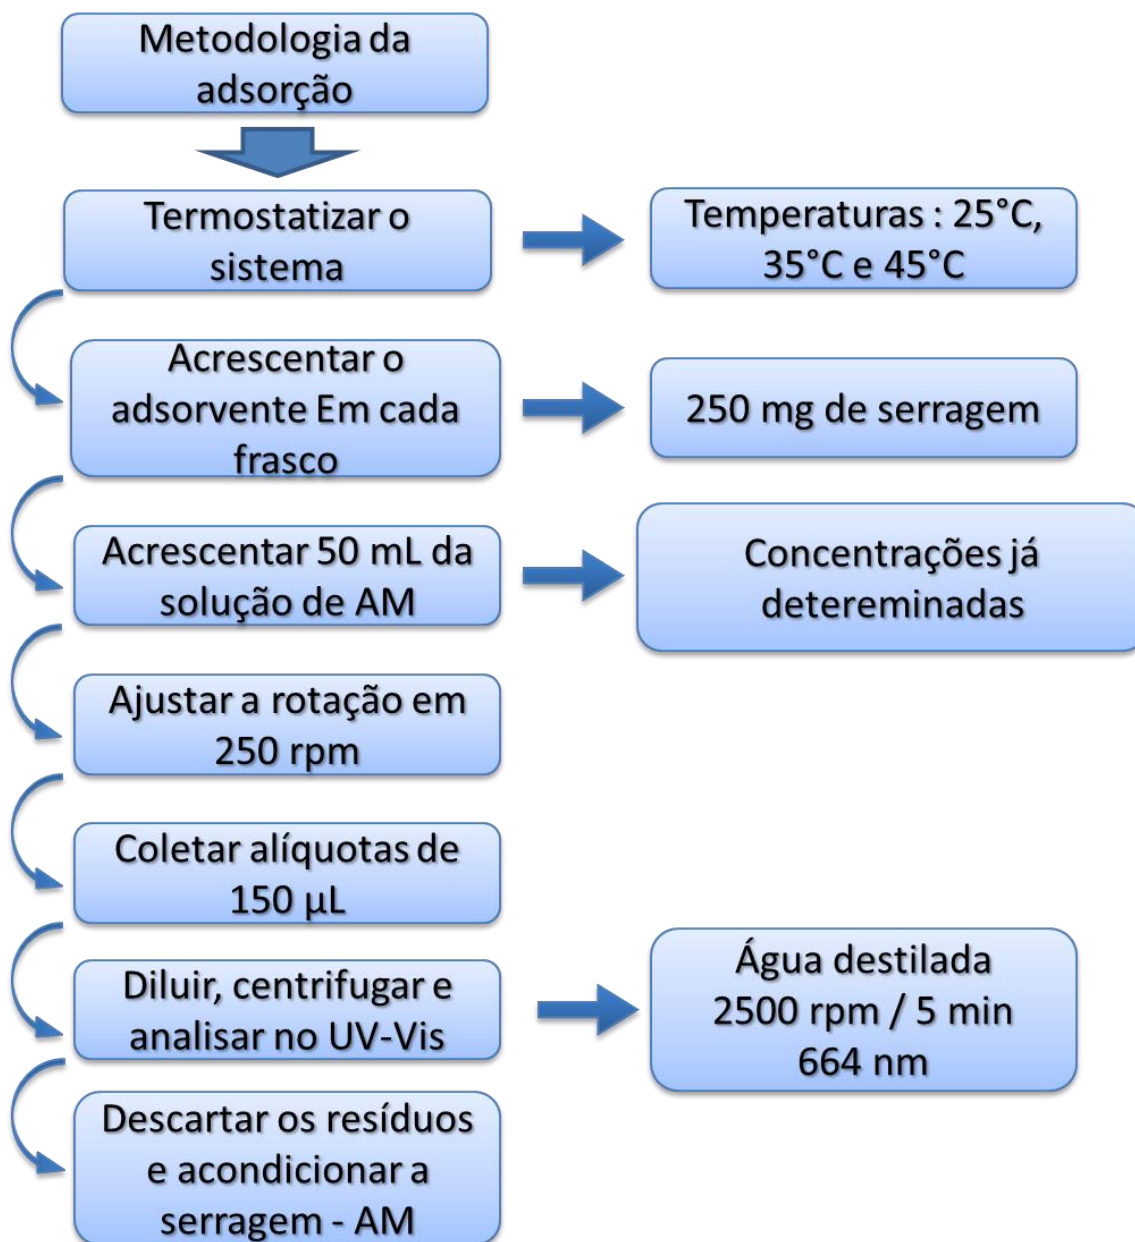 Metodologia da
adsorção
Termostatizar o
sistema
Temperaturas : 25°C,
35°C e 45°C
Acrescentar o
adsorvente Em cada
frasco
250 mg de serragem
Acrescentar 50 mL da
solução de AM
Concentrações já
detereminadas
Ajustar a rotação em
250 rpm
Coletar alíquotas de
150 µL
Diluir, centrifugar e
analisar no UV-Vis
Água destilada
2500 rpm / 5 min
664 nm
Descartar os resíduos
e acondicionar a
serragem - AM